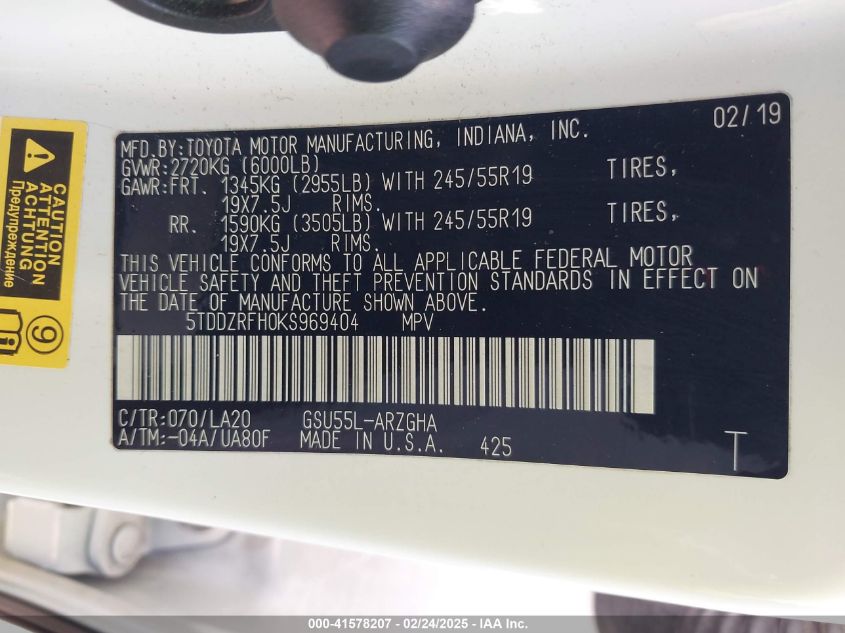 02/19
MFD.BY:TOYOTA MOTOR MANUFACTURING, INDIANA, INC.
GVWR:2720KG (6000LB)
GAWR:FRT. 1345KG (2955LB) WITH 245/55R19 TIRES,
19X7.5J RIMS.
RR. 1590KG (3505LB) WITH 245/55R19 TIRES,
19X7.5J RIMS.
THIS VEHICLE CONFORMS TO ALL APPLICABLE FEDERAL MOTOR
VEHICLE SAFETY AND THEFT PREVENTION STANDARDS IN EFFECT ON
THE DATE OF MANUFACTURE SHOWN ABOVE.
5TDDZRFH0KS969404 MPV
C/TR:070/LA20 GSU55L-ARZGHA
A/TM:-04A/UA80F MADE IN U.S.A. 425
T
CAUTION
ATTENTION
ACHTUNG
Предупреждение
9
000-41578207 - 02/24/2025 - IAA Inc.